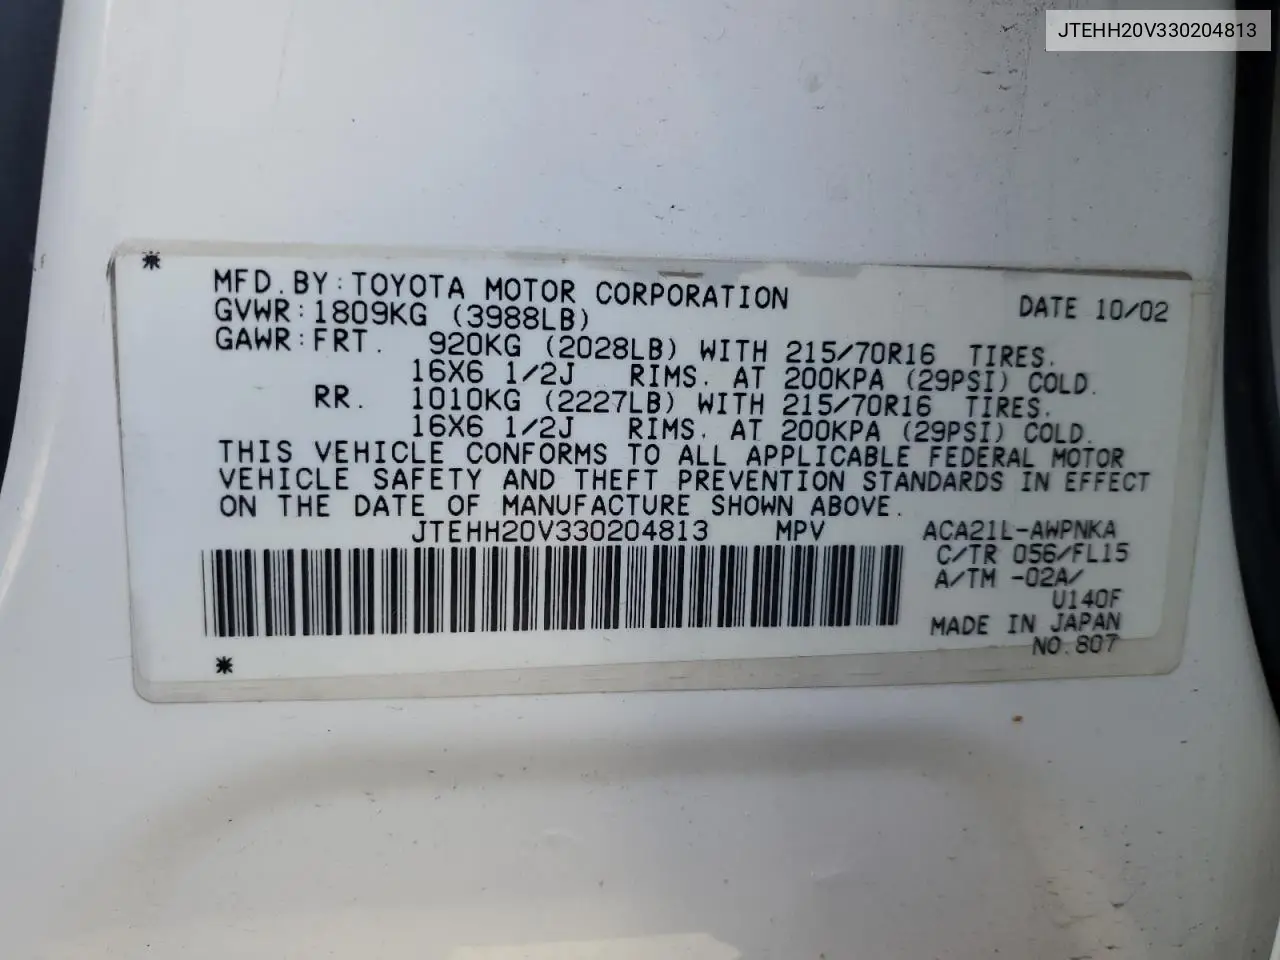 JTEHH20V330204813
MFD. BY: TOYOTA MOTOR CORPORATION DATE 10/02
GVWR: 1809KG (3988LB)
GAWR: FRT. 920KG (2028LB) WITH 215/70R16 TIRES.
16X6 1/2J RIMS. AT 200KPA (29PSI) COLD.
RR. 1010KG (2227LB) WITH 215/70R16 TIRES.
16X6 1/2J RIMS. AT 200KPA (29PSI) COLD.
THIS VEHICLE CONFORMS TO ALL APPLICABLE FEDERAL MOTOR
VEHICLE SAFETY AND THEFT PREVENTION STANDARDS IN EFFECT
ON THE DATE OF MANUFACTURE SHOWN ABOVE.
JTEHH20V330204813 MPV ACA21L-AWPNKA
C/TR 056/FL15
A/TM -02A/
U140F
MADE IN JAPAN
NO.807